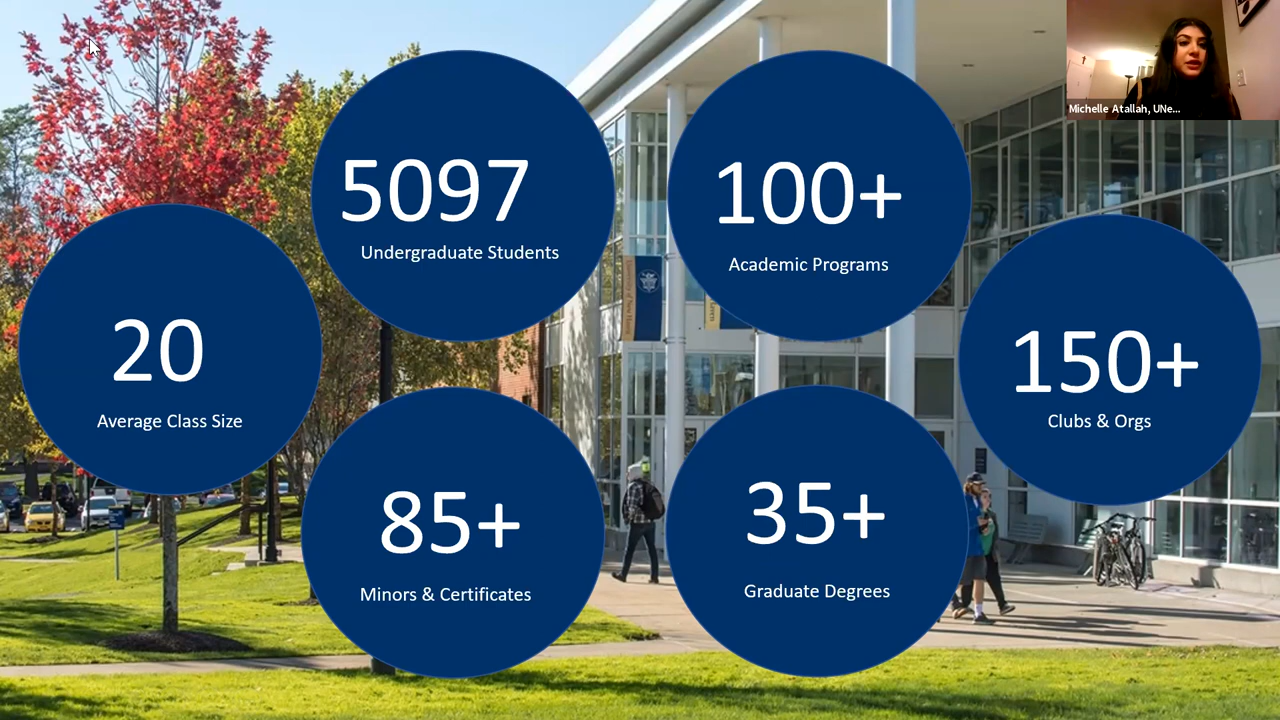 Michelle Atallah, UNe...
5097
Undergraduate Students
100+
Academic Programs
20
Average Class Size
150+
Clubs & Orgs
85+
Minors & Certificates
35+
Graduate Degrees